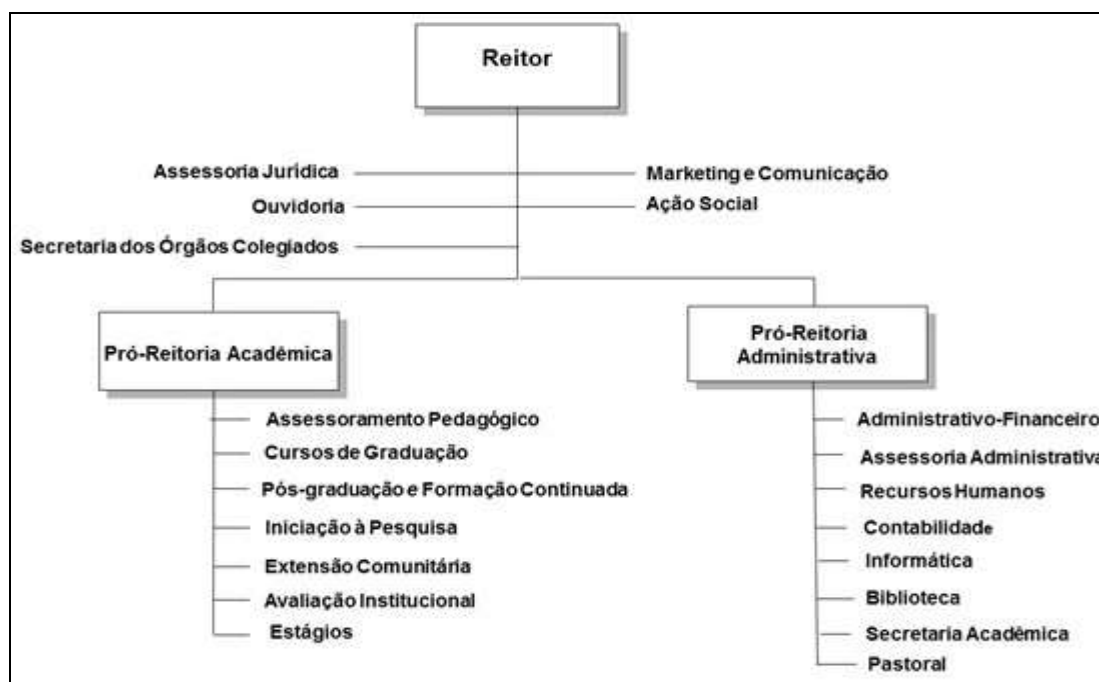 Reitor
Assessoria Jurídica
Marketing e Comunicação
Ouvidoria
Ação Social
Secretaria dos Órgãos Colegiados
Pró-Reitoria Acadêmica
Assessoramento Pedagógico
Cursos de Graduação
Pós-graduação e Formação Continuada
Iniciação à Pesquisa
Extensão Comunitária
Avaliação Institucional
Estágios
Pró-Reitoria
Administrativa
Administrativo-Financeiro
Assessoria Administrativa
Recursos Humanos
Contabilidade
Informática
Biblioteca
Secretaria Acadêmica
Pastoral